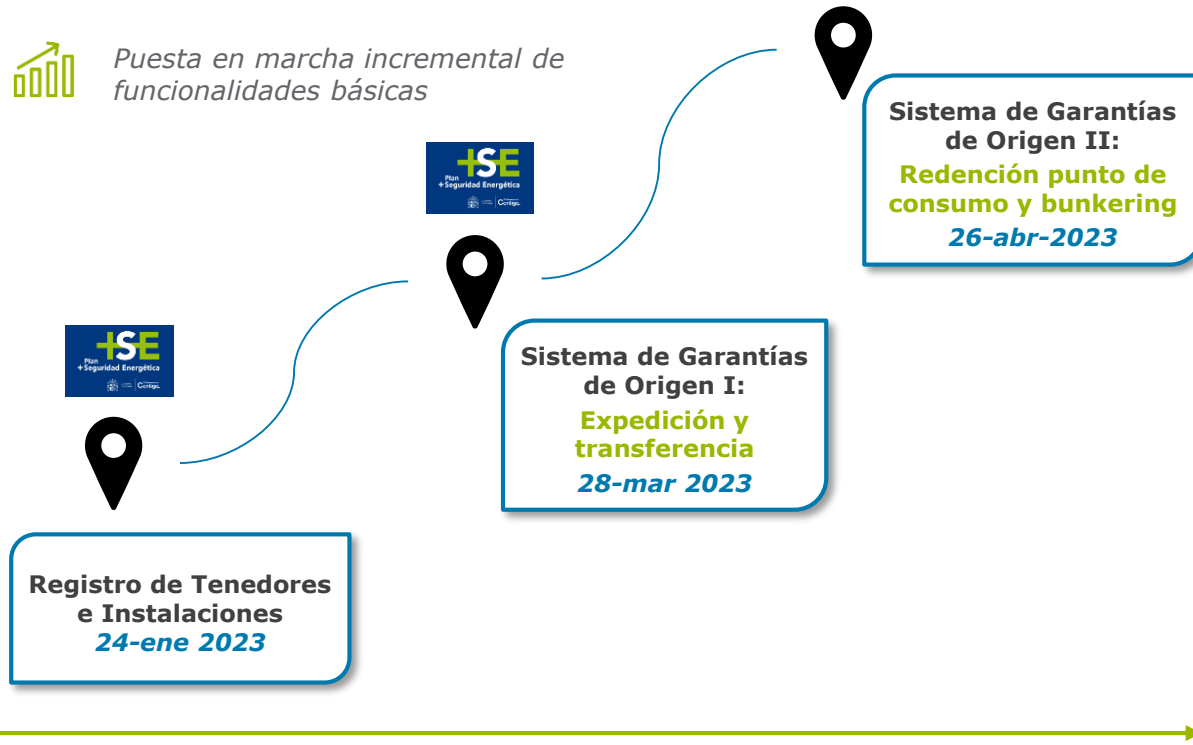 Puesta en marcha incremental de
funcionalidades básicas
Sistema de Garantías
de Origen II:
Redención punto de
consumo y bunkering
26-abr-2023
+SE
Plan
+Seguridad Energética
Sistema de Garantías
de Origen I:
Expedición y
transferencia
28-mar 2023
+SE
Plan
+Seguridad Energética
Registro de Tenedores
e Instalaciones
24-ene 2023